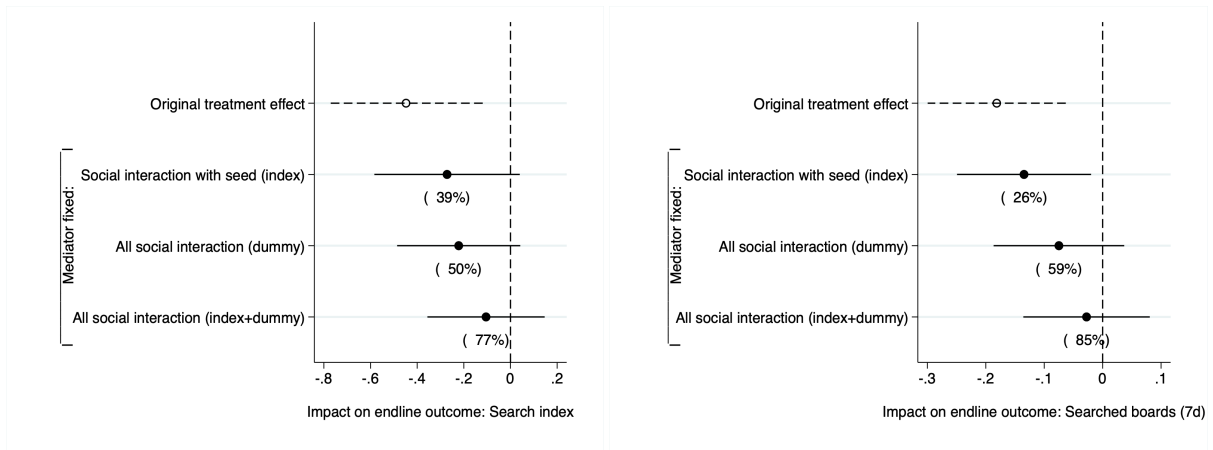 Original treatment effect
Mediator fixed:
Social interaction with seed (index)
( 39%)
All social interaction (dummy)
( 50%)
All social interaction (index+dummy)
( 77%)
-.8 -.6 -.4 -.2 0 .2
Impact on endline outcome: Search index
Original treatment effect
Mediator fixed:
Social interaction with seed (index)
( 26%)
All social interaction (dummy)
( 59%)
All social interaction (index+dummy)
( 85%)
-.3 -.2 -.1 0 .1
Impact on endline outcome: Searched boards (7d)